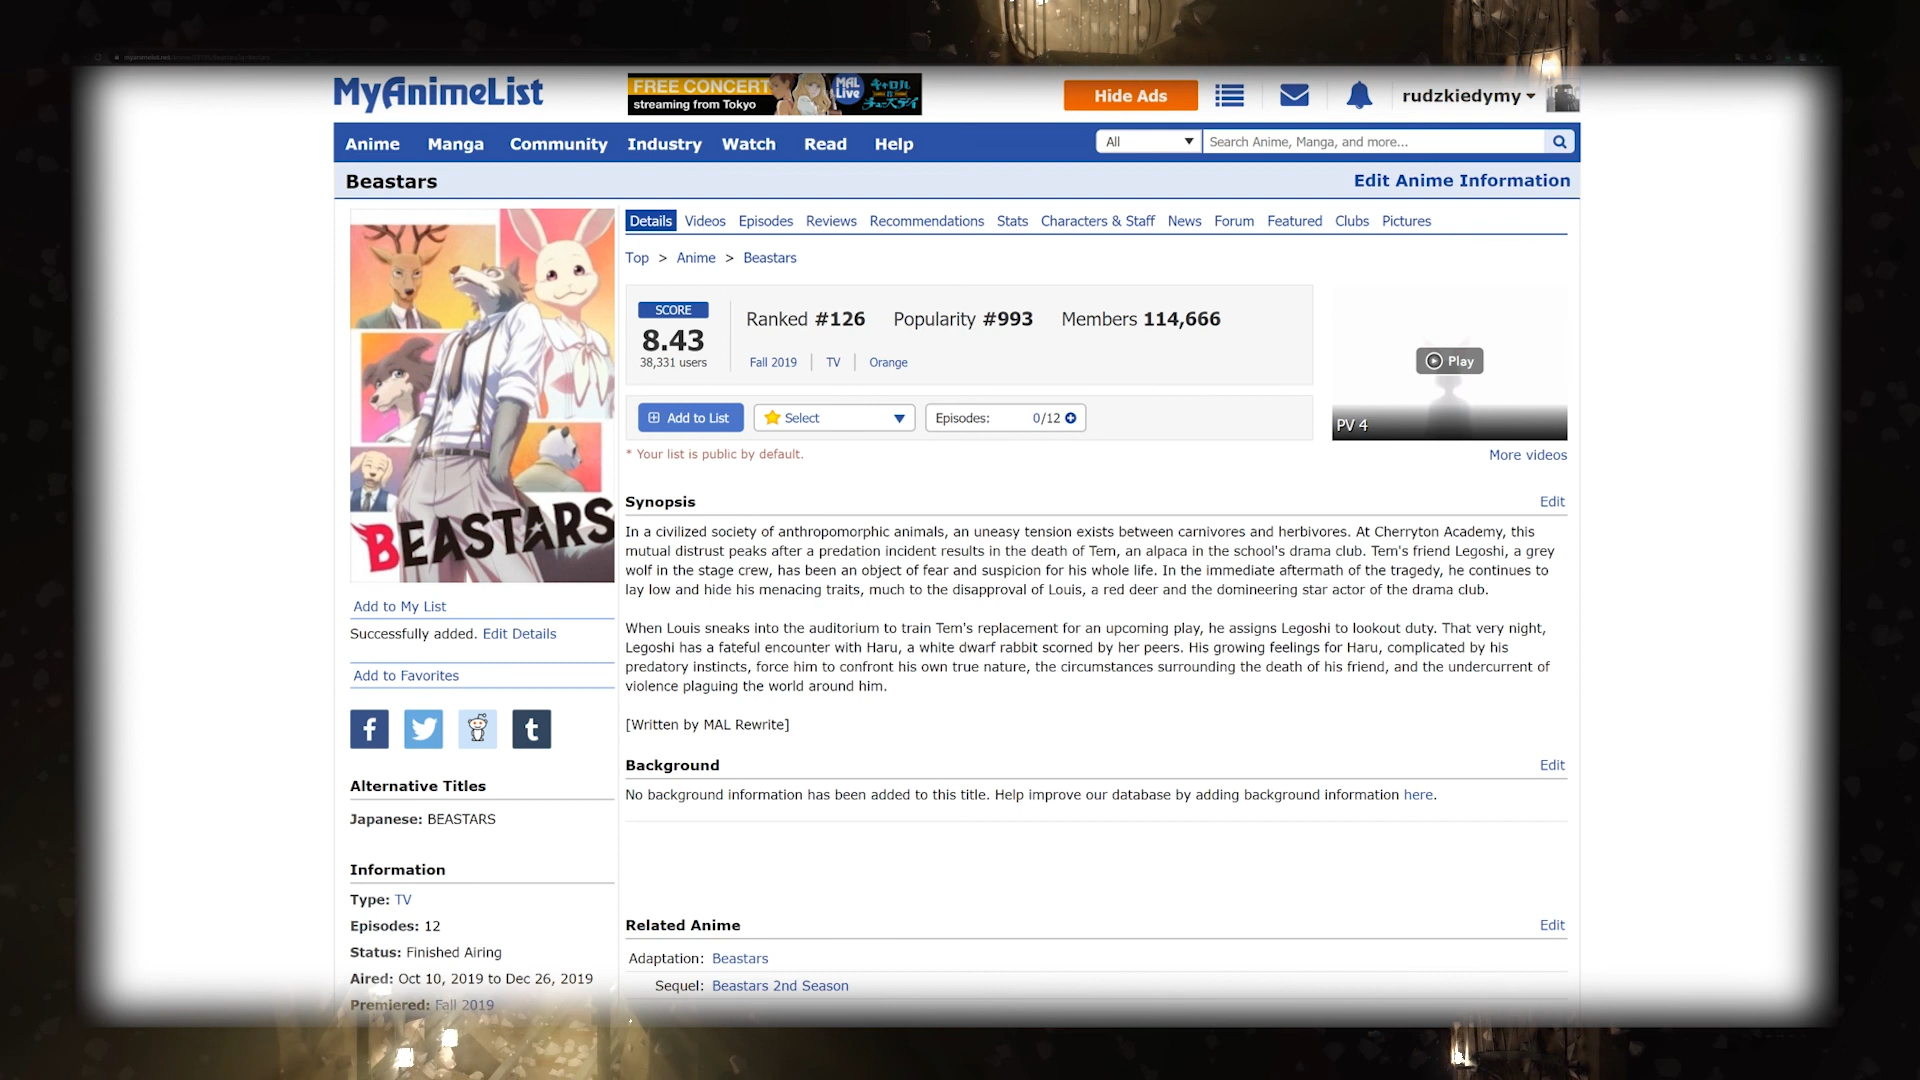 MyAnimeList
FREE CONCERT
streaming from Tokyo
MAL Live
キャロル
チューズデイ
Hide Ads
rudzkiedymy
Anime Manga Community Industry Watch Read Help
All
Search Anime, Manga, and more...
Beastars
Edit Anime Information
Details Videos Episodes Reviews Recommendations Stats Characters & Staff News Forum Featured Clubs Pictures
Top > Anime > Beastars
SCORE
8.43
38,331 users
Ranked #126 Popularity #993 Members 114,666
Fall 2019 TV Orange
Add to List
Select
Episodes: 0/12
* Your list is public by default.
Play
PV 4
More videos
BEASTARS
Synopsis
Edit
In a civilized society of anthropomorphic animals, an uneasy tension exists between carnivores and herbivores. At Cherryton Academy, this
mutual distrust peaks after a predation incident results in the death of Tem, an alpaca in the school's drama club. Tem's friend Legoshi, a grey
wolf in the stage crew, has been an object of fear and suspicion for his whole life. In the immediate aftermath of the tragedy, he continues to
lay low and hide his menacing traits, much to the disapproval of Louis, a red deer and the domineering star actor of the drama club.
When Louis sneaks into the auditorium to train Tem's replacement for an upcoming play, he assigns Legoshi to lookout duty. That very night,
Legoshi has a fateful encounter with Haru, a white dwarf rabbit scorned by her peers. His growing feelings for Haru, complicated by his
predatory instincts, force him to confront his own true nature, the circumstances surrounding the death of his friend, and the undercurrent of
violence plaguing the world around him.
[Written by MAL Rewrite]
Background
Edit
No background information has been added to this title. Help improve our database by adding background information here.
Related Anime
Edit
Adaptation: Beastars
Sequel: Beastars 2nd Season
Add to My List
Successfully added. Edit Details
Add to Favorites
Alternative Titles
Japanese: BEASTARS
Information
Type: TV
Episodes: 12
Status: Finished Airing
Aired: Oct 10, 2019 to Dec 26, 2019
Premiered: Fall 2019